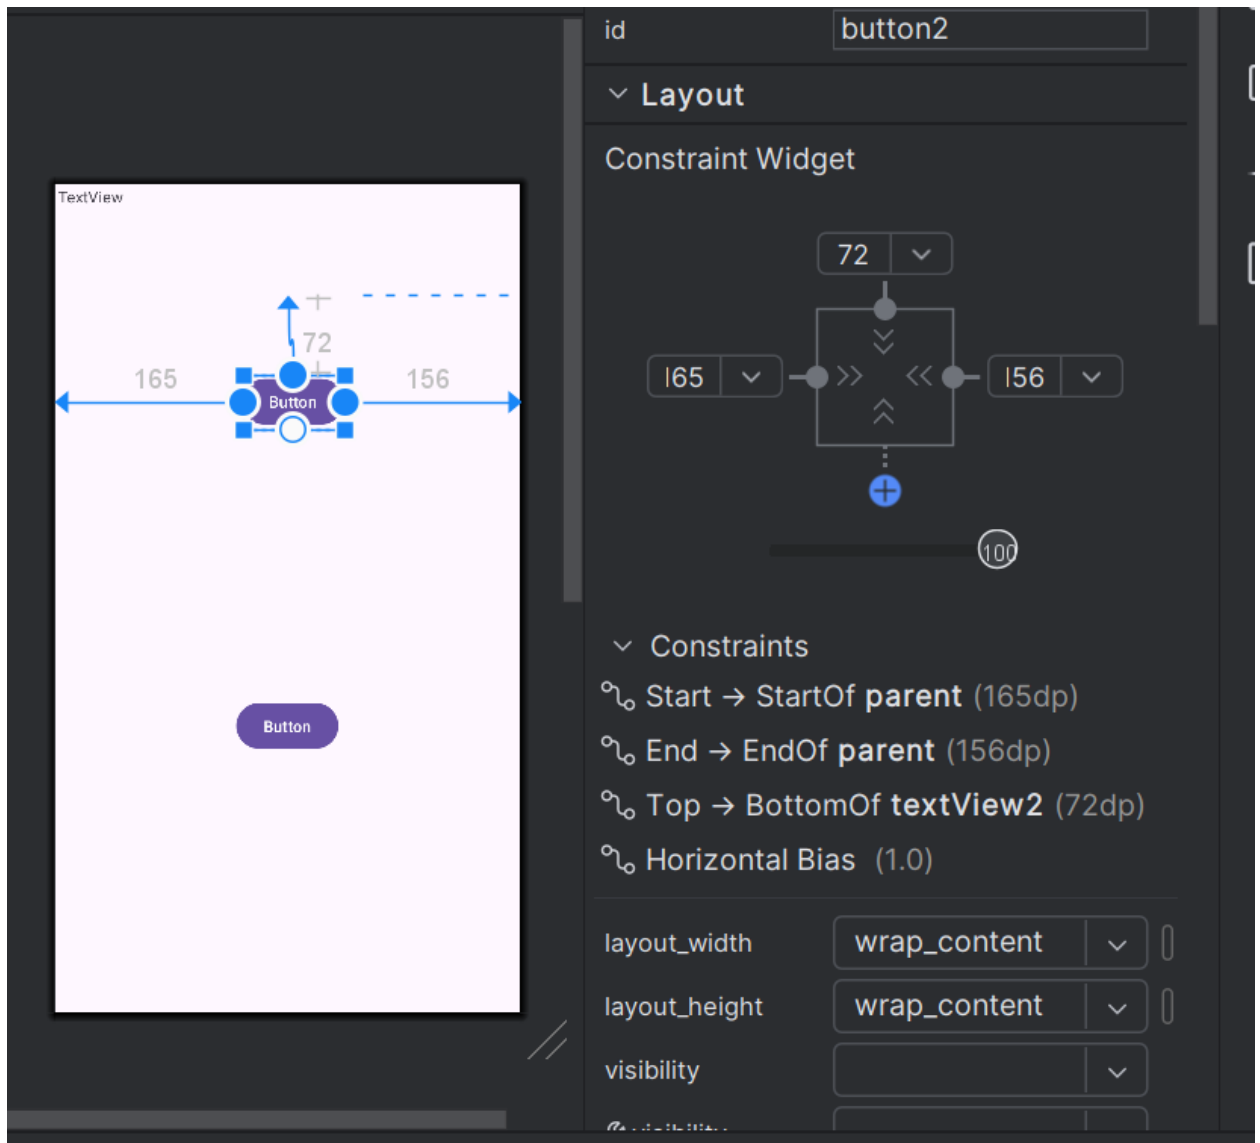 id
button2
Layout
Constraint Widget
TextView
72
72
165
156
165
156
Button
100
Constraints
Start → StartOf parent (165dp)
End → EndOf parent (156dp)
Top → BottomOf textView2 (72dp)
Horizontal Bias (1.0)
Button
layout_width
wrap_content
layout_height
wrap_content
visibility
visibility